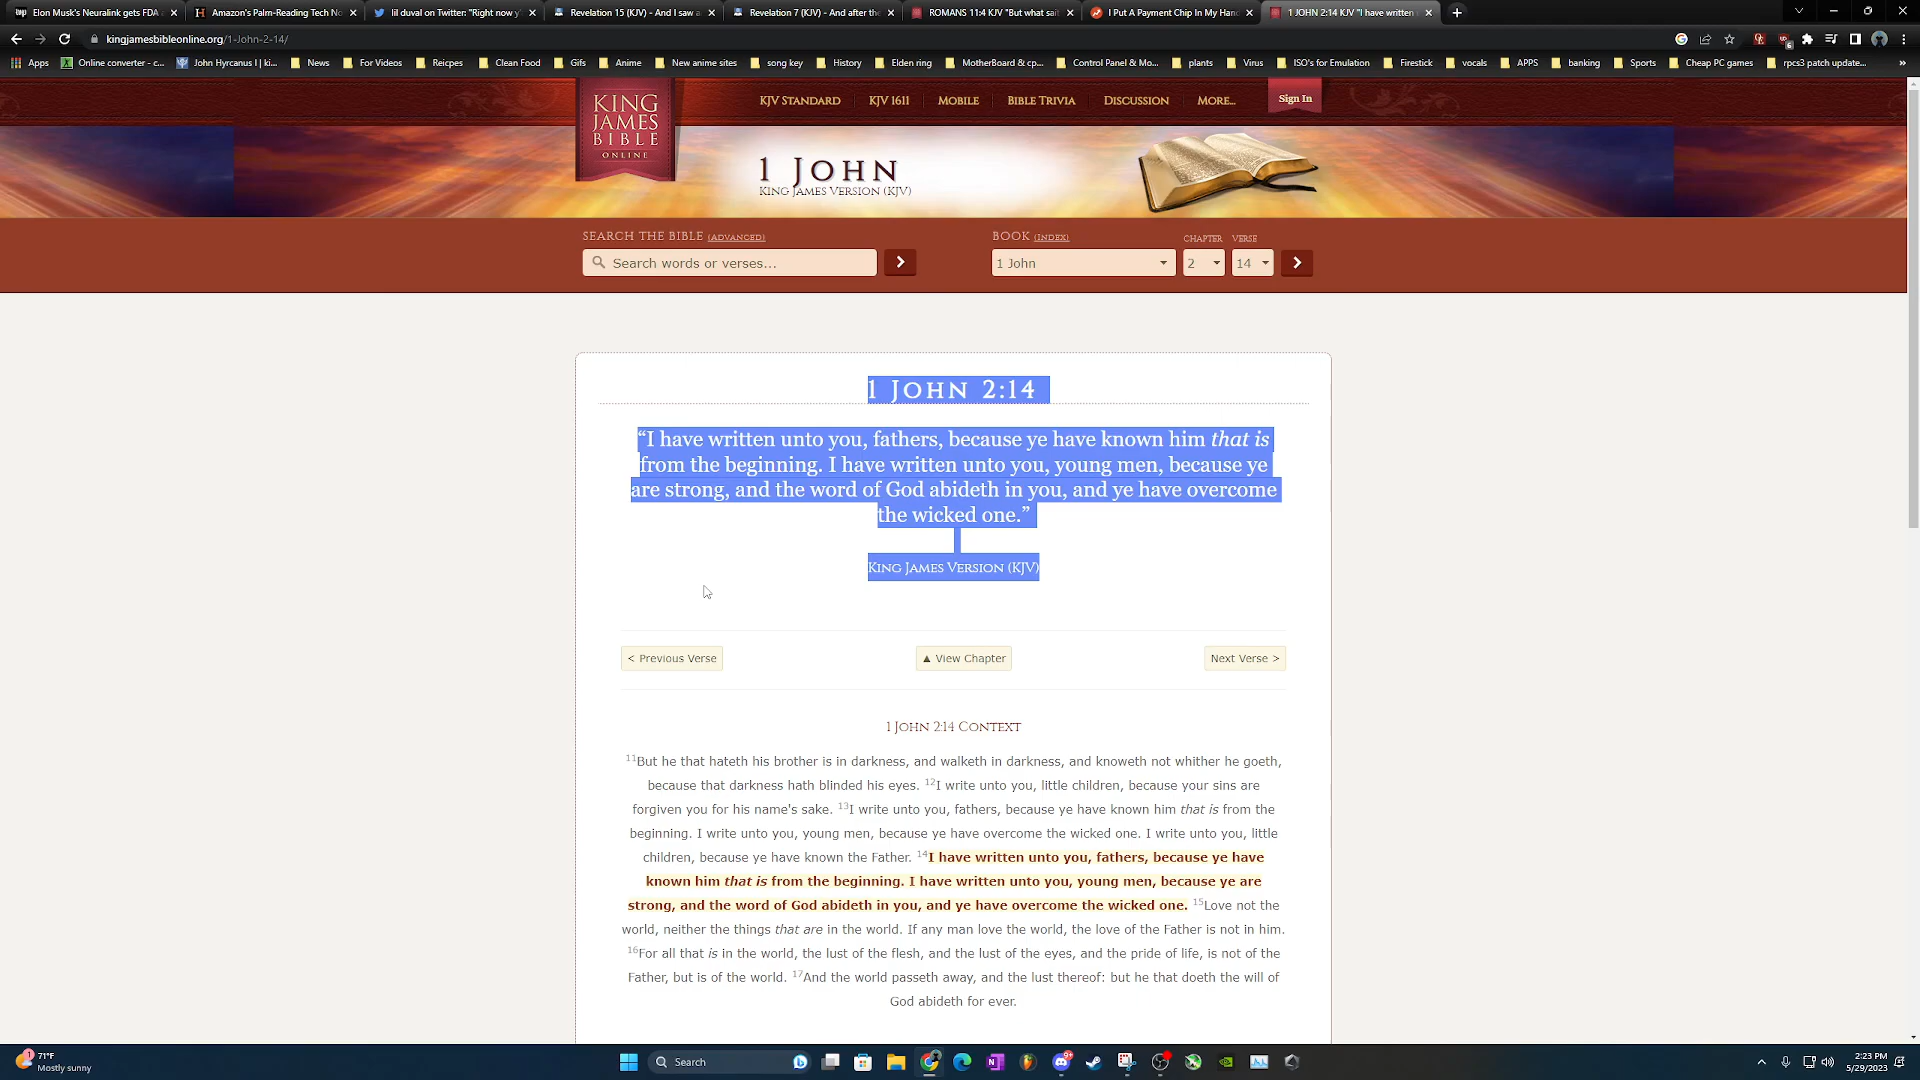 Elon Musk's Neuralink gets FDA a
Amazon's Palm-Reading Tech No
lil duval on Twitter: "Right now y'
Revelation 15 (KJV) - And I saw a
Revelation 7 (KJV) - And after the
ROMANS 11:4 KJV "But what sait
I Put A Payment Chip In My Hand
1 JOHN 2:14 KJV "I have written
kingjamesbibleonline.org/1-John-2-14/
Apps
Online converter - c...
John Hyrcanus I | ki...
News
For Videos
Reicpes
Clean Food
Gifs
Anime
New anime sites
song key
History
Elden ring
MotherBoard & cp...
Control Panel & Mo...
plants
Virus
ISO's for Emulation
Firestick
vocals
APPS
banking
Sports
Cheap PC games
rpcs3 patch update...
KING
JAMES
BIBLE
ONLINE
KJV STANDARD
KJV 1611
MOBILE
BIBLE TRIVIA
DISCUSSION
MORE...
Sign In
1 JOHN
KING JAMES VERSION (KJV)
SEARCH THE BIBLE (ADVANCED)
Search words or verses...
BOOK (INDEX)
CHAPTER
VERSE
1 John
2
14
1 JOHN 2:14
“I have written unto you, fathers, because ye have known him that is
from the beginning. I have written unto you, young men, because ye
are strong, and the word of God abideth in you, and ye have overcome
the wicked one.”
KING JAMES VERSION (KJV)
< Previous Verse
▲ View Chapter
Next Verse >
1 JOHN 2:14 CONTEXT
11But he that hateth his brother is in darkness, and walketh in darkness, and knoweth not whither he goeth,
because that darkness hath blinded his eyes. 12I write unto you, little children, because your sins are
forgiven you for his name's sake. 13I write unto you, fathers, because ye have known him that is from the
beginning. I write unto you, young men, because ye have overcome the wicked one. I write unto you, little
children, because ye have known the Father. 14I have written unto you, fathers, because ye have
known him that is from the beginning. I have written unto you, young men, because ye are
strong, and the word of God abideth in you, and ye have overcome the wicked one. 15Love not the
world, neither the things that are in the world. If any man love the world, the love of the Father is not in him.
16For all that is in the world, the lust of the flesh, and the lust of the eyes, and the pride of life, is not of the
Father, but is of the world. 17And the world passeth away, and the lust thereof: but he that doeth the will of
God abideth for ever.
71°F
Mostly sunny
Search
2:23 PM
5/29/2023